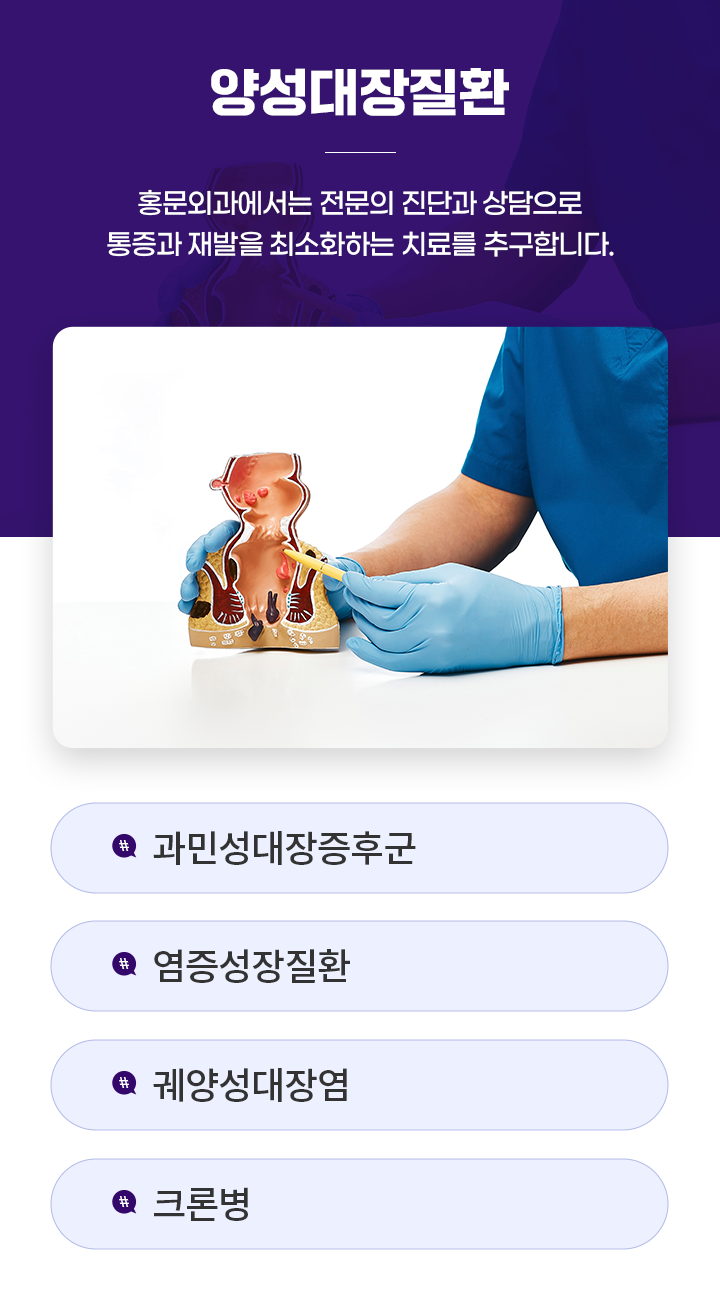 양성대장질환
홍문외과에서는 전문의 진단과 상담으로
통증과 재발을 최소화하는 치료를 추구합니다.
# 과민성대장증후군
# 염증성장질환
# 궤양성대장염
# 크론병